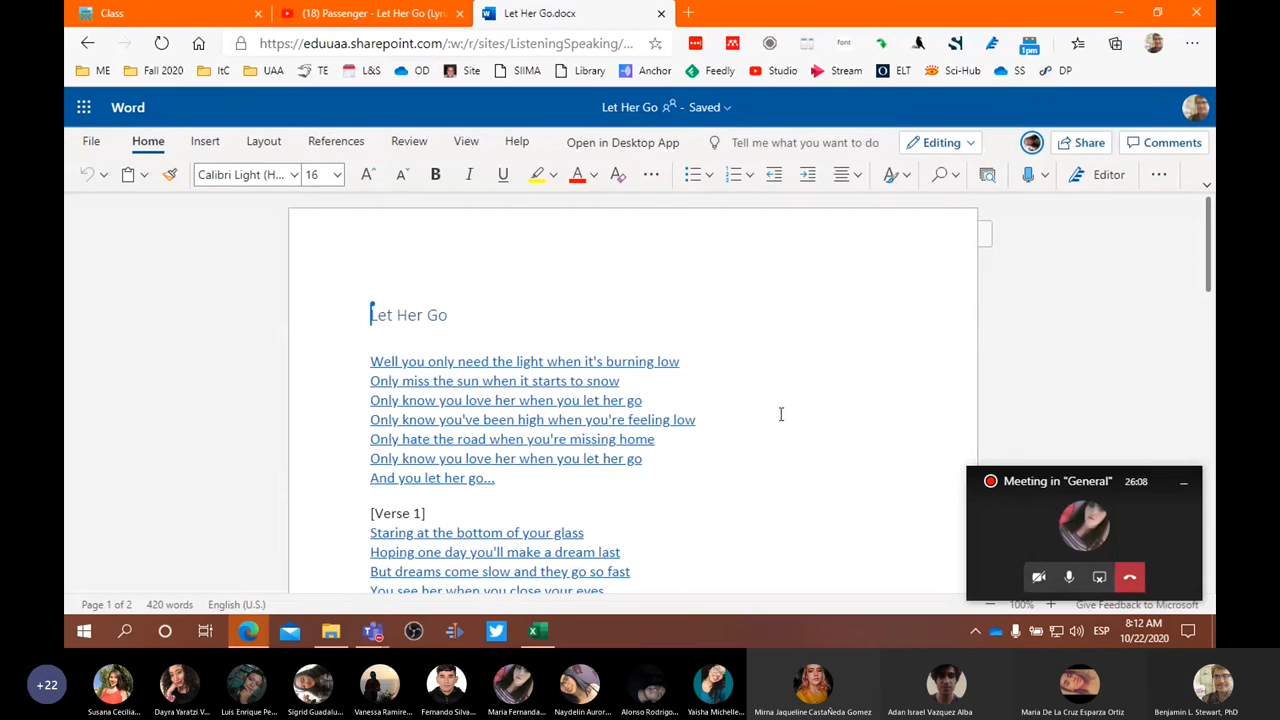 Class
(18) Passenger - Let Her Go (Lyri
Let Her Go.docx
https://eduuaa.sharepoint.com/:w:/r/sites/ListeningSpeaking/...
font
1pm
ME
Fall 2020
ItC
UAA
TE
L&S
OD
Site
SIIMA
Library
Anchor
Feedly
Studio
Stream
ELT
Sci-Hub
SS
DP
Word
Let Her Go - Saved
File
Home
Insert
Layout
References
Review
View
Help
Open in Desktop App
Tell me what you want to do
Editing
Share
Comments
Calibri Light (H...
16
Editor
Let Her Go
Well you only need the light when it's burning low
Only miss the sun when it starts to snow
Only know you love her when you let her go
Only know you've been high when you're feeling low
Only hate the road when you're missing home
Only know you love her when you let her go
And you let her go...
[Verse 1]
Staring at the bottom of your glass
Hoping one day you'll make a dream last
But dreams come slow and they go so fast
You see her when you close your eyes
Meeting in "General"
26:08
Page 1 of 2
420 words
English (U.S.)
100%
Give Feedback to Microsoft
ESP
8:12 AM
10/22/2020
+22
Susana Cecilia...
Dayra Yaratzi V...
Luis Enrique Pe...
Sigrid Guadalu...
Vanessa Ramire...
Fernando Silva...
Maria Fernanda...
Naydelin Auror...
Alonso Rodrigo...
Yaisha Michelle...
Mirna Jaqueline Castañeda Gomez
Adan Israel Vazquez Alba
Maria De La Cruz Esparza Ortiz
Benjamin L. Stewart, PhD